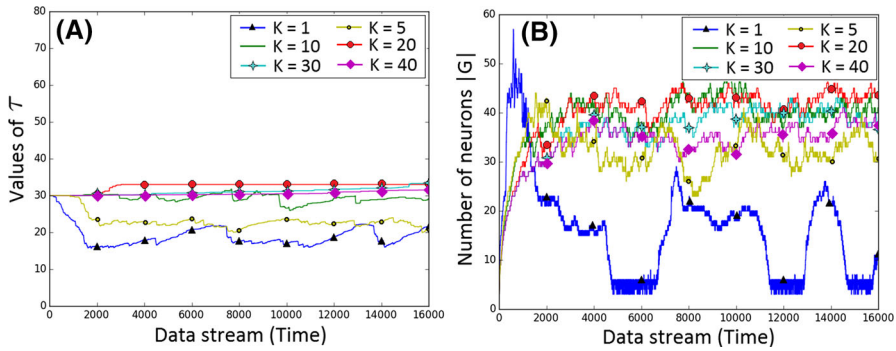 (A)
K = 1
K = 5
K = 10
K = 20
K = 30
K = 40
80
70
60
50
40
30
20
10
0
Values of 𝒯
0
2000
4000
6000
8000
10000
12000
14000
16000
Data stream (Time)
(B)
K = 1
K = 5
K = 10
K = 20
K = 30
K = 40
60
50
40
30
20
10
0
Number of neurons |G|
0
2000
4000
6000
8000
10000
12000
14000
16000
Data stream (Time)